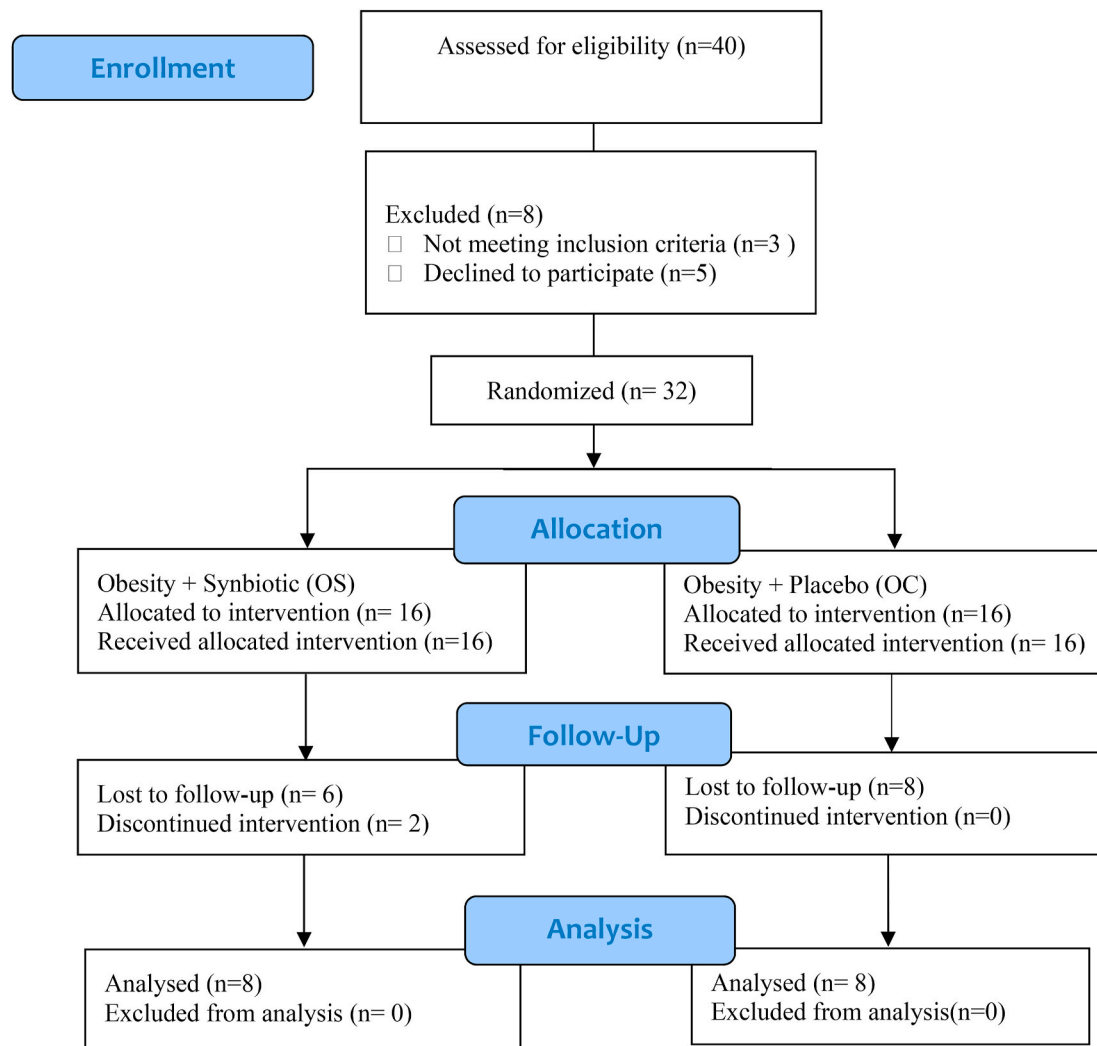 Enrollment
Assessed for eligibility (n=40)
Excluded (n=8)
Not meeting inclusion criteria (n=3 )
Declined to participate (n=5)
Randomized (n= 32)
Allocation
Obesity + Synbiotic (OS)
Allocated to intervention (n= 16)
Received allocated intervention (n=16)
Obesity + Placebo (OC)
Allocated to intervention (n=16)
Received allocated intervention (n= 16)
Follow-Up
Lost to follow-up (n= 6)
Discontinued intervention (n= 2)
Lost to follow-up (n=8)
Discontinued intervention (n=0)
Analysis
Analysed (n=8)
Excluded from analysis (n= 0)
Analysed (n= 8)
Excluded from analysis(n=0)